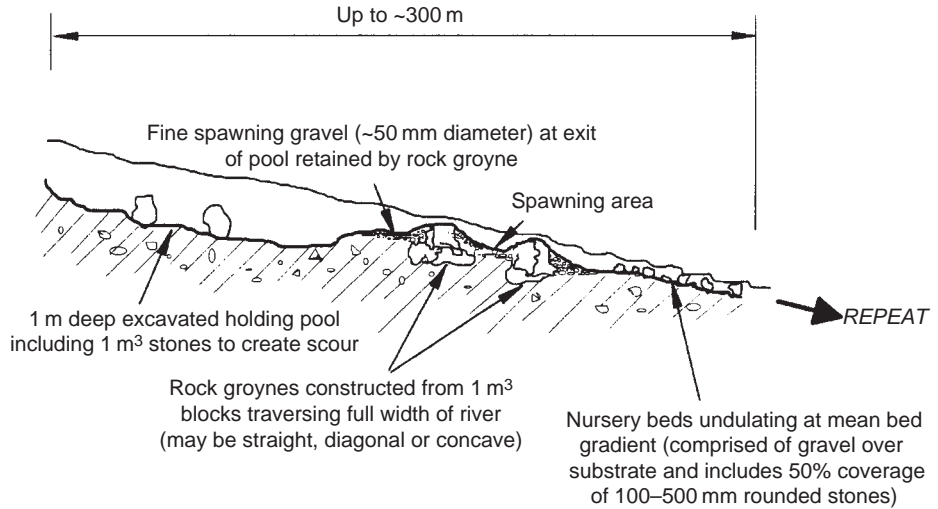 Up to ~300 m
Fine spawning gravel (~50 mm diameter) at exit
of pool retained by rock groyne
Spawning area
1 m deep excavated holding pool
including 1 m³ stones to create scour
REPEAT
Rock groynes constructed from 1 m³
blocks traversing full width of river
(may be straight, diagonal or concave)
Nursery beds undulating at mean bed
gradient (comprised of gravel over
substrate and includes 50% coverage
of 100–500 mm rounded stones)